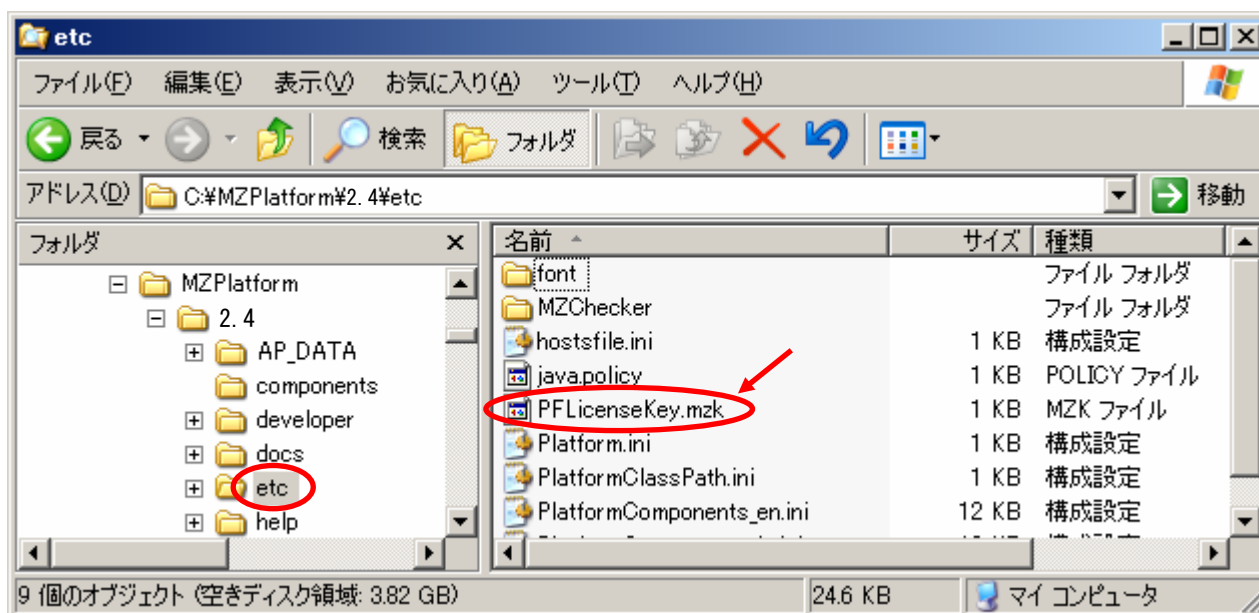 etc
ファイル(F) 編集(E) 表示(V) お気に入り(A) ツール(T) ヘルプ(H)
戻る 検索 フォルダ
アドレス(D) C:¥MZPlatform¥2.4¥etc 移動
フォルダ
MZPlatform
2.4
AP_DATA
components
developer
docs
etc
help
名前 サイズ 種類
font ファイル フォルダ
MZChecker ファイル フォルダ
hostsfile.ini 1 KB 構成設定
java.policy 1 KB POLICY ファイル
PFLicenseKey.mzk 1 KB MZK ファイル
Platform.ini 1 KB 構成設定
PlatformClassPath.ini 1 KB 構成設定
PlatformComponents_en.ini 12 KB 構成設定
9 個のオブジェクト (空きディスク領域: 3.82 GB) 24.6 KB マイ コンピュータ